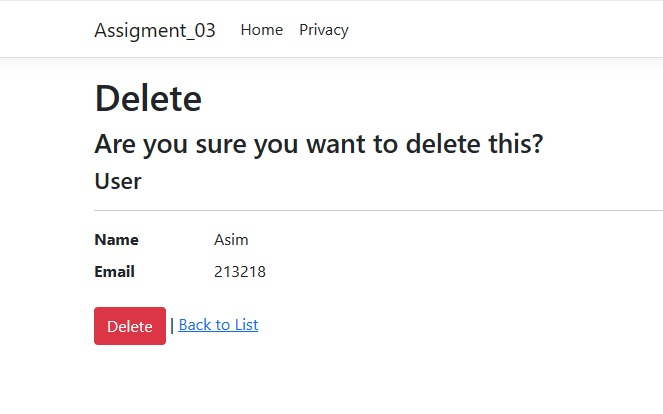 Assigment_03 Home Privacy
Delete
Are you sure you want to delete this?
User
Name Asim
Email 213218
Delete | Back to List